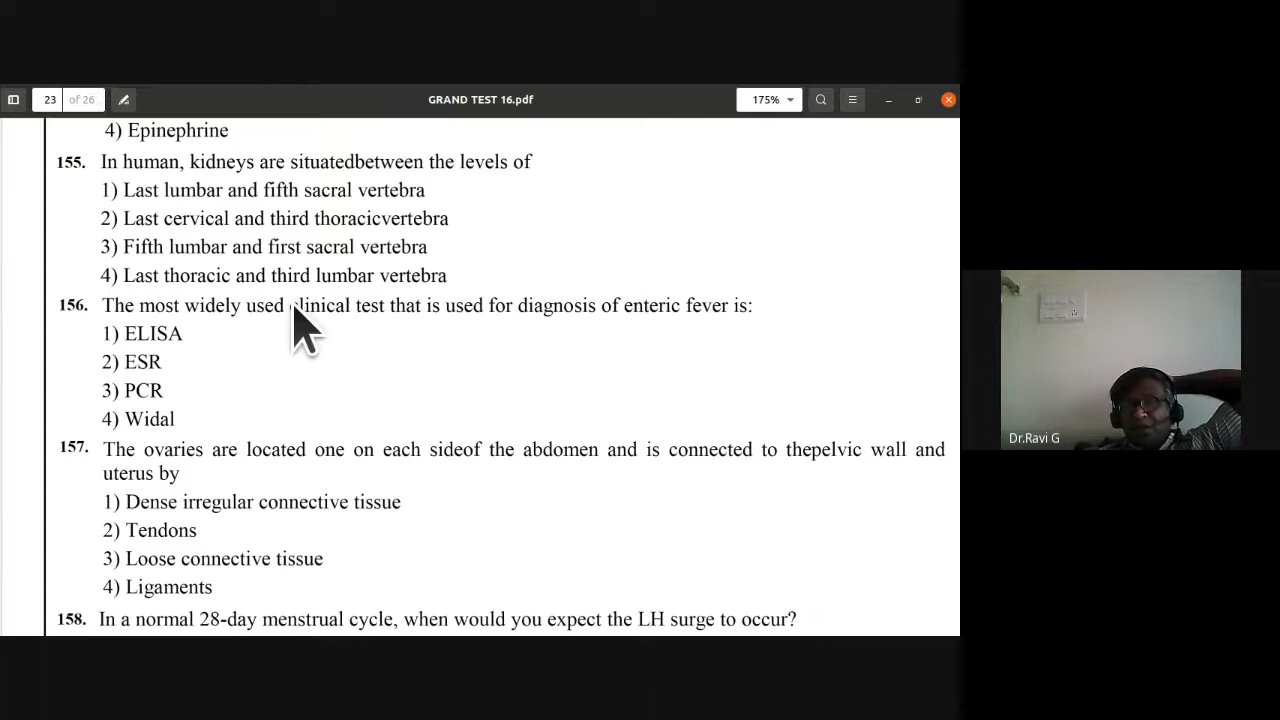 23 of 26
GRAND TEST 16.pdf
175%
4) Epinephrine
155. In human, kidneys are situatedbetween the levels of
1) Last lumbar and fifth sacral vertebra
2) Last cervical and third thoracicvertebra
3) Fifth lumbar and first sacral vertebra
4) Last thoracic and third lumbar vertebra
156. The most widely used clinical test that is used for diagnosis of enteric fever is:
1) ELISA
2) ESR
3) PCR
4) Widal
157. The ovaries are located one on each sideof the abdomen and is connected to thepelvic wall and
uterus by
1) Dense irregular connective tissue
2) Tendons
3) Loose connective tissue
4) Ligaments
158. In a normal 28-day menstrual cycle, when would you expect the LH surge to occur?
Dr.Ravi G